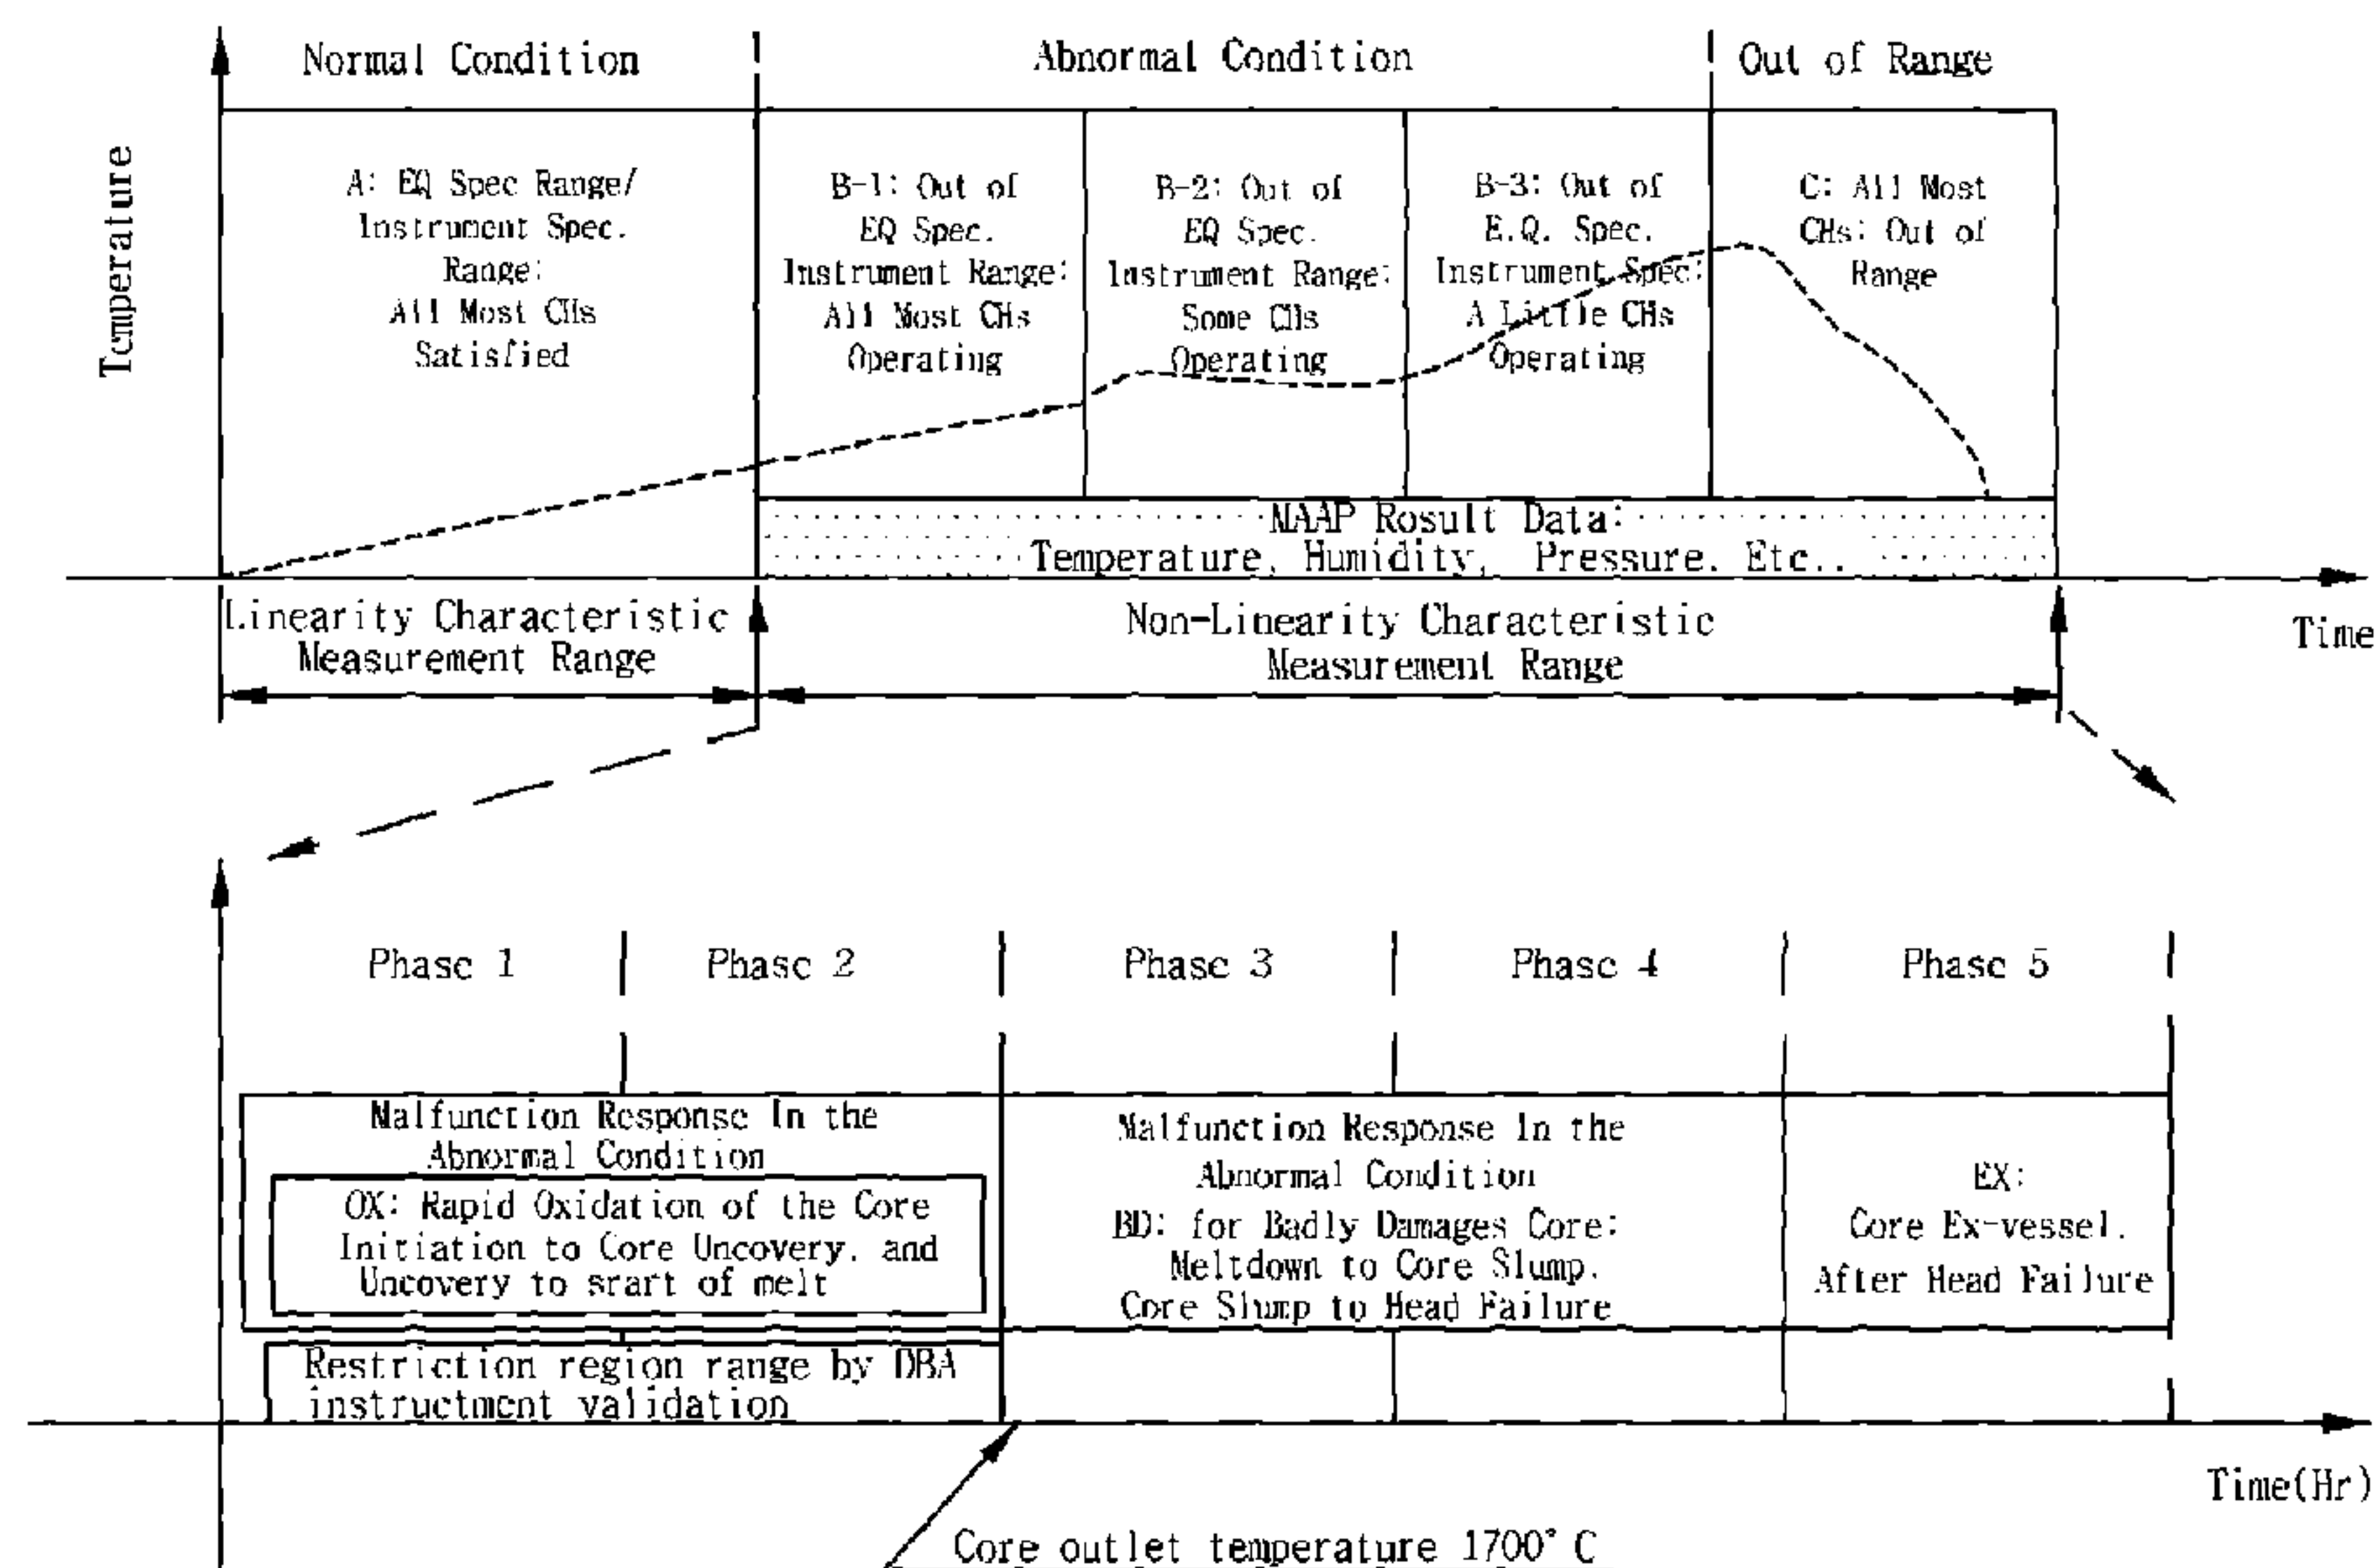 Normal Condition
Abnormal Condition
Out of Range
Temperature
A: EQ Spec Range/
Instrument Spec.
Range:
All Most CHs
Satisfied
B-1: Out of
EQ Spec.
Instrument Range:
All Most CHs
Operating
B-2: Out of
EQ Spec.
Instrument Range:
Some CHs
Operating
B-3: Out of
E.Q. Spec.
Instrument Spec:
A Little CHs
Operating
C: All Most
CHs: Out of
Range
MAAP Rosult Data:
Temperature, Humidity, Pressure. Etc..
Linearity Characteristic
Measurement Range
Non-Linearity Characteristic
Measurement Range
Time
Phase 1
Phase 2
Phase 3
Phase 4
Phase 5
Malfunction Response In the
Abnormal Condition
OX: Rapid Oxidation of the Core
Initiation to Core Uncovery. and
Uncovery to srart of melt
Restriction region range by DBA
instructment validation
Malfunction Response In the
Abnormal Condition
BD: for Badly Damages Core:
Meltdown to Core Slump.
Core Slump to Head Failure
EX:
Core Ex-vessel.
After Head Failure
Time(Hr)
Core outlet temperature 1700° C